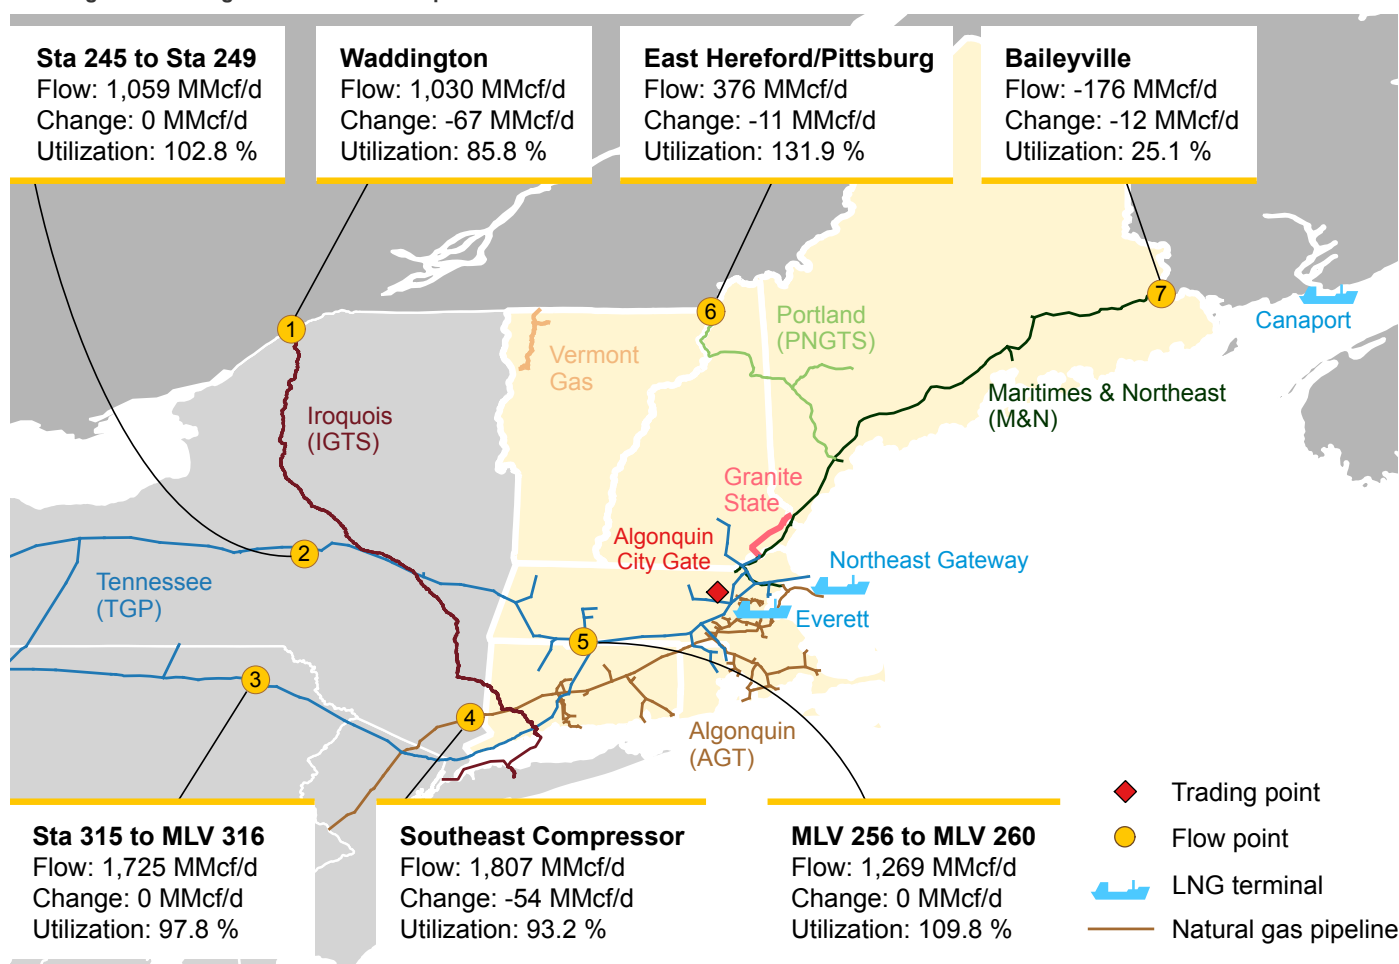 Sta 245 to Sta 249
Flow: 1,059 MMcf/d
Change: 0 MMcf/d
Utilization: 102.8 %
Waddington
Flow: 1,030 MMcf/d
Change: -67 MMcf/d
Utilization: 85.8 %
East Hereford/Pittsburg
Flow: 376 MMcf/d
Change: -11 MMcf/d
Utilization: 131.9 %
Baileyville
Flow: -176 MMcf/d
Change: -12 MMcf/d
Utilization: 25.1 %
1
6
7
Canaport
Portland
(PNGTS)
Vermont
Gas
Maritimes & Northeast
(M&N)
Iroquois
(IGTS)
Granite
State
Algonquin
City Gate
2
Northeast Gateway
Tennessee
(TGP)
Everett
5
3
4
Algonquin
(AGT)
Sta 315 to MLV 316
Flow: 1,725 MMcf/d
Change: 0 MMcf/d
Utilization: 97.8 %
Southeast Compressor
Flow: 1,807 MMcf/d
Change: -54 MMcf/d
Utilization: 93.2 %
MLV 256 to MLV 260
Flow: 1,269 MMcf/d
Change: 0 MMcf/d
Utilization: 109.8 %
Trading point
Flow point
LNG terminal
Natural gas pipeline